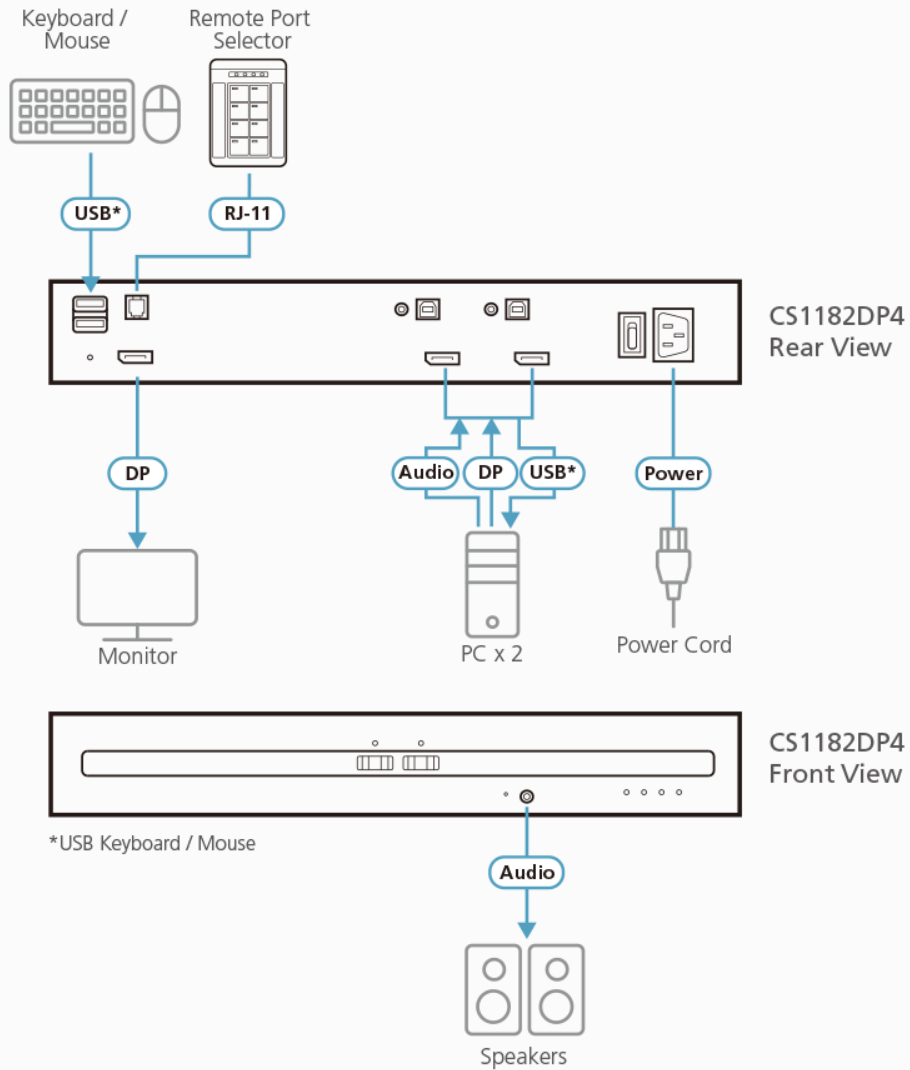 Keyboard /
Mouse
Remote Port
Selector
USB*
RJ-11
CS1182DP4
Rear View
DP
Audio
DP
USB*
Power
Monitor
PC x 2
Power Cord
CS1182DP4
Front View
*USB Keyboard / Mouse
Audio
Speakers